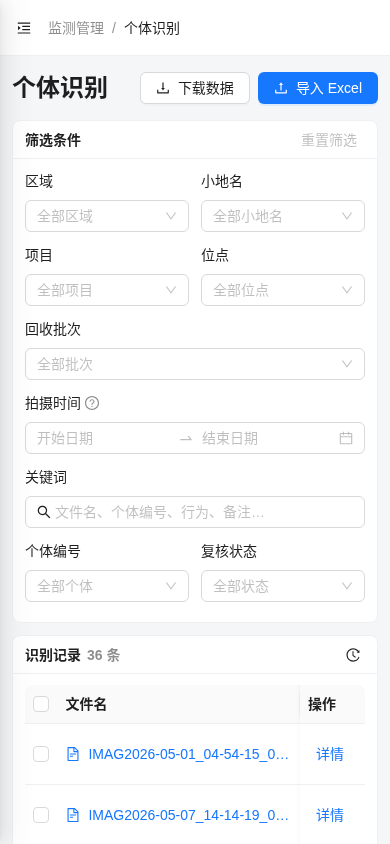 监测管理 / 个体识别
个体识别
下载数据
导入 Excel
筛选条件
重置筛选
区域
小地名
全部区域
全部小地名
项目
位点
全部项目
全部位点
回收批次
全部批次
拍摄时间
开始日期
结束日期
关键词
文件名、个体编号、行为、备注…
个体编号
复核状态
全部个体
全部状态
识别记录 36 条
文件名
操作
IMAG2026-05-01_04-54-15_0…
详情
IMAG2026-05-07_14-14-19_0…
详情